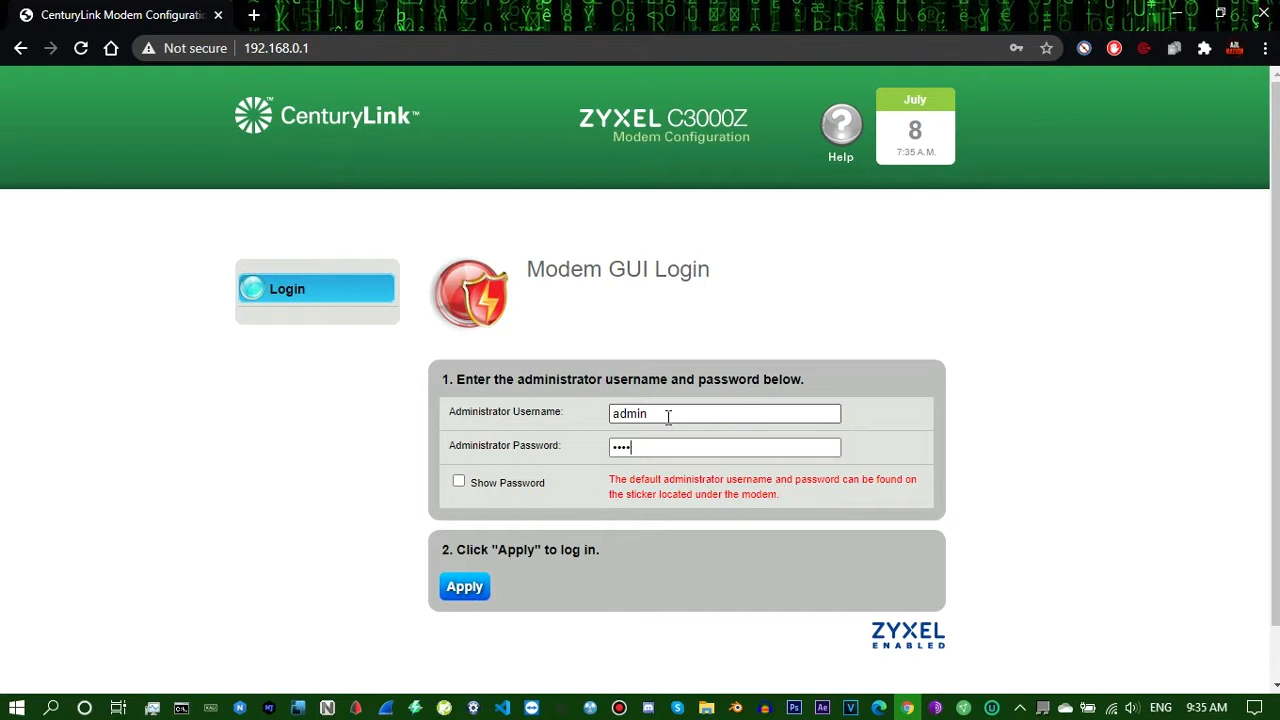 CenturyLink Modem Configuratio
Not secure
192.168.0.1
CenturyLink™
ZYXEL C3000Z
Modem Configuration
Help
July
8
7:35 A.M.
Login
Modem GUI Login
1. Enter the administrator username and password below.
Administrator Username:
admin
Administrator Password:
••••
Show Password
The default administrator username and password can be found on
the sticker located under the modem.
2. Click "Apply" to log in.
Apply
ZYXEL
ENABLED
ENG
9:35 AM